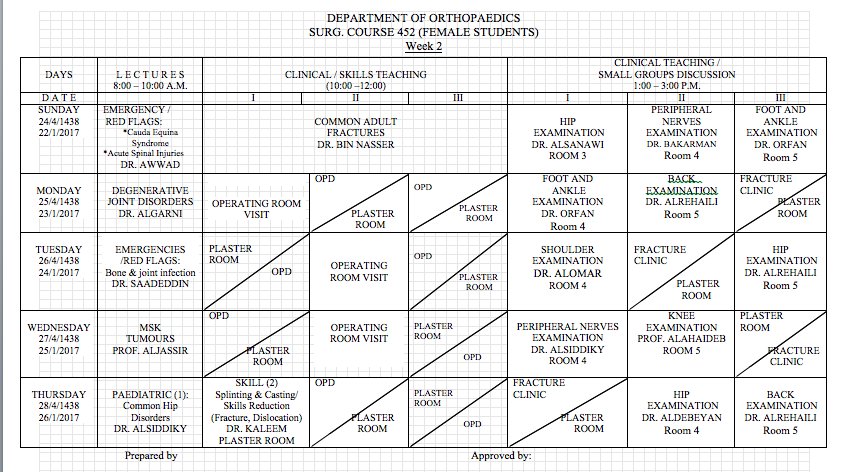 DEPARTMENT OF ORTHOPAEDICS
SURG. COURSE 452 (FEMALE STUDENTS)
Week 2
DAYS
LECTURES
8:00 – 10:00 A.M.
CLINICAL / SKILLS TEACHING
(10:00 –12:00)
CLINICAL TEACHING /
SMALL GROUPS DISCUSSION
1:00 – 3:00 P.M.
DATE
I II III I II III
SUNDAY
24/4/1438
22/1/2017
EMERGENCY /
RED FLAGS:
*Cauda Equina
Syndrome
*Acute Spinal Injuries
DR. AWWAD
COMMON ADULT
FRACTURES
DR. BIN NASSER
HIP
EXAMINATION
DR. ALSANAWI
ROOM 3
PERIPHERAL
NERVES
EXAMINATION
DR. BAKARMAN
Room 4
FOOT AND
ANKLE
EXAMINATION
DR. ORFAN
Room 5
MONDAY
25/4/1438
23/1/2017
DEGENERATIVE
JOINT DISORDERS
DR. ALGARNI
OPERATING ROOM
VISIT
OPD
PLASTER
ROOM
OPD
PLASTER
ROOM
FOOT AND
ANKLE
EXAMINATION
DR. ORFAN
Room 4
BACK
EXAMINATION
DR. ALREHAILI
Room 5
FRACTURE
CLINIC
PLASTER
ROOM
TUESDAY
26/4/1438
24/1/2017
EMERGENCIES
/RED FLAGS:
Bone & joint infection
DR. SAADEDDIN
PLASTER
ROOM
OPD
OPERATING
ROOM VISIT
OPD
PLASTER
ROOM
SHOULDER
EXAMINATION
DR. ALOMAR
ROOM 4
FRACTURE
CLINIC
PLASTER
ROOM
HIP
EXAMINATION
DR. ALREHAILI
Room 5
WEDNESDAY
27/4/1438
25/1/2017
MSK
TUMOURS
PROF. ALJASSIR
OPD
PLASTER
ROOM
OPERATING
ROOM VISIT
PLASTER
ROOM
OPD
PERIPHERAL NERVES
EXAMINATION
DR. ALSIDDIKY
ROOM 4
KNEE
EXAMINATION
PROF. ALAHAIDEB
ROOM 5
PLASTER
ROOM
FRACTURE
CLINIC
THURSDAY
28/4/1438
26/1/2017
PAEDIATRIC (1):
Common Hip
Disorders
DR. ALSIDDIKY
SKILL (2)
Splinting & Casting/
Skills Reduction
(Fracture, Dislocation)
DR. KALEEM
PLASTER ROOM
OPD
PLASTER
ROOM
PLASTER
ROOM
OPD
FRACTURE
CLINIC
PLASTER
ROOM
HIP
EXAMINATION
DR. ALDEBEYAN
Room 4
BACK
EXAMINATION
DR. ALREHAILI
Room 5
Prepared by
Approved by: